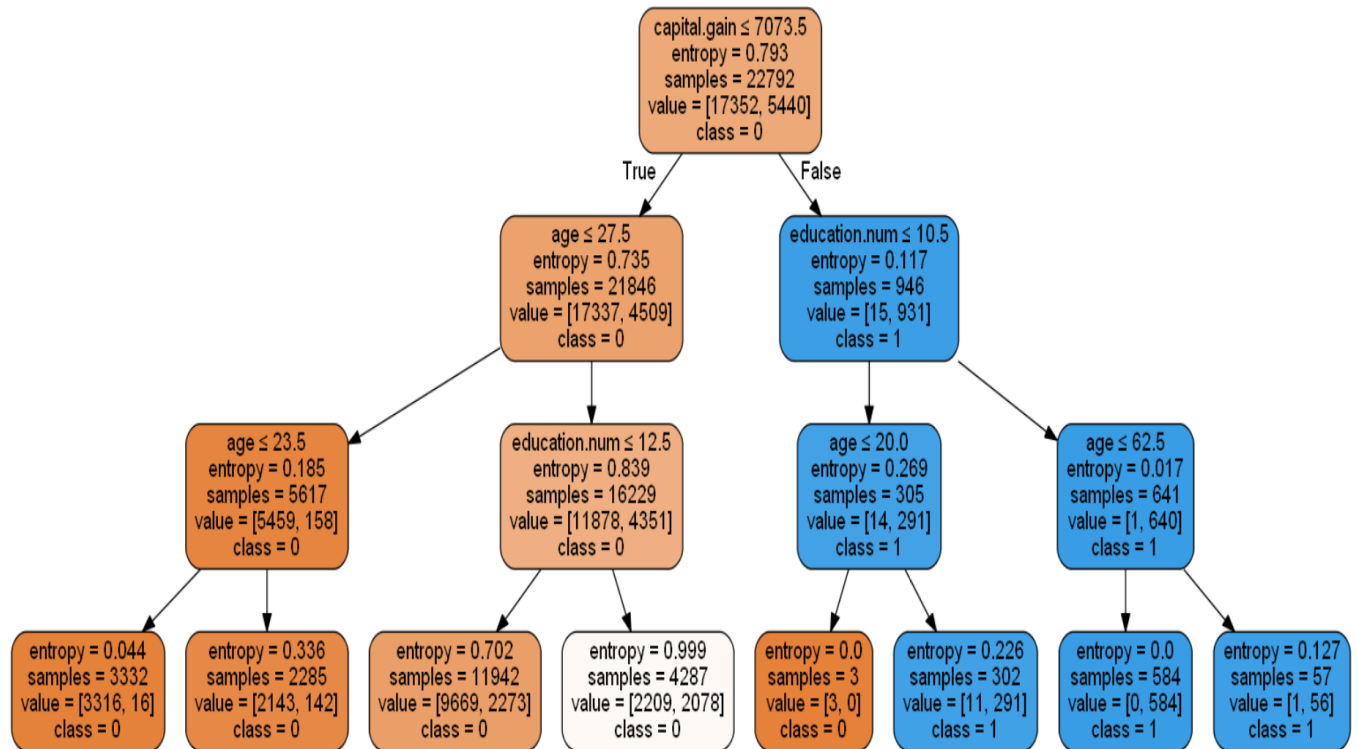 capital.gain ≤ 7073.5
entropy = 0.793
samples = 22792
value = [17352, 5440]
class = 0
True
False
age ≤ 27.5
entropy = 0.735
samples = 21846
value = [17337, 4509]
class = 0
education.num ≤ 10.5
entropy = 0.117
samples = 946
value = [15, 931]
class = 1
age ≤ 23.5
entropy = 0.185
samples = 5617
value = [5459, 158]
class = 0
education.num ≤ 12.5
entropy = 0.839
samples = 16229
value = [11878, 4351]
class = 0
age ≤ 20.0
entropy = 0.269
samples = 305
value = [14, 291]
class = 1
age ≤ 62.5
entropy = 0.017
samples = 641
value = [1, 640]
class = 1
entropy = 0.044
samples = 3332
value = [3316, 16]
class = 0
entropy = 0.336
samples = 2285
value = [2143, 142]
class = 0
entropy = 0.702
samples = 11942
value = [9669, 2273]
class = 0
entropy = 0.999
samples = 4287
value = [2209, 2078]
class = 0
entropy = 0.0
samples = 3
value = [3, 0]
class = 0
entropy = 0.226
samples = 302
value = [11, 291]
class = 1
entropy = 0.0
samples = 584
value = [0, 584]
class = 1
entropy = 0.127
samples = 57
value = [1, 56]
class = 1